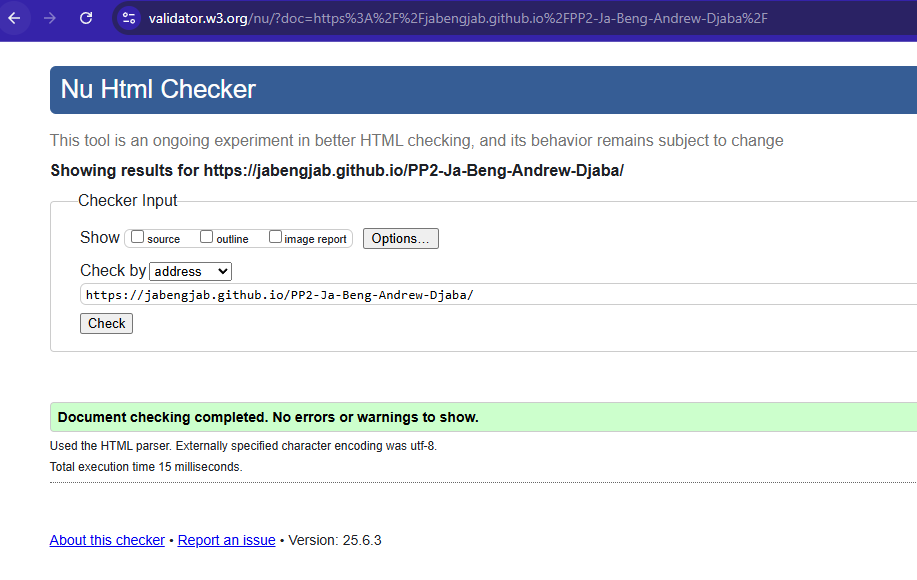 validator.w3.org/nu/?doc=https%3A%2F%2Fjabengjab.github.io%2FPP2-Ja-Beng-Andrew-Djaba%2F
Nu Html Checker
This tool is an ongoing experiment in better HTML checking, and its behavior remains subject to change
Showing results for https://jabengjab.github.io/PP2-Ja-Beng-Andrew-Djaba/
Checker Input
Show source outline image report Options...
Check by address
https://jabengjab.github.io/PP2-Ja-Beng-Andrew-Djaba/
Check
Document checking completed. No errors or warnings to show.
Used the HTML parser. Externally specified character encoding was utf-8.
Total execution time 15 milliseconds.
About this checker • Report an issue • Version: 25.6.3